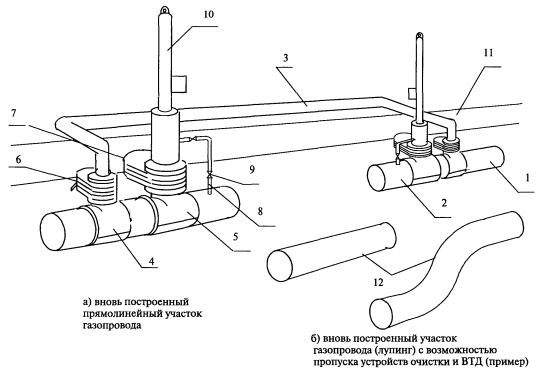 10
3
11
7
6
9
8
1
2
5
4
12
а) вновь построенный
прямолинейный участок
газопровода
б) вновь построенный участок
газопровода (лупинг) с возможностью
пропуска устройств очистки и ВТД (пример)